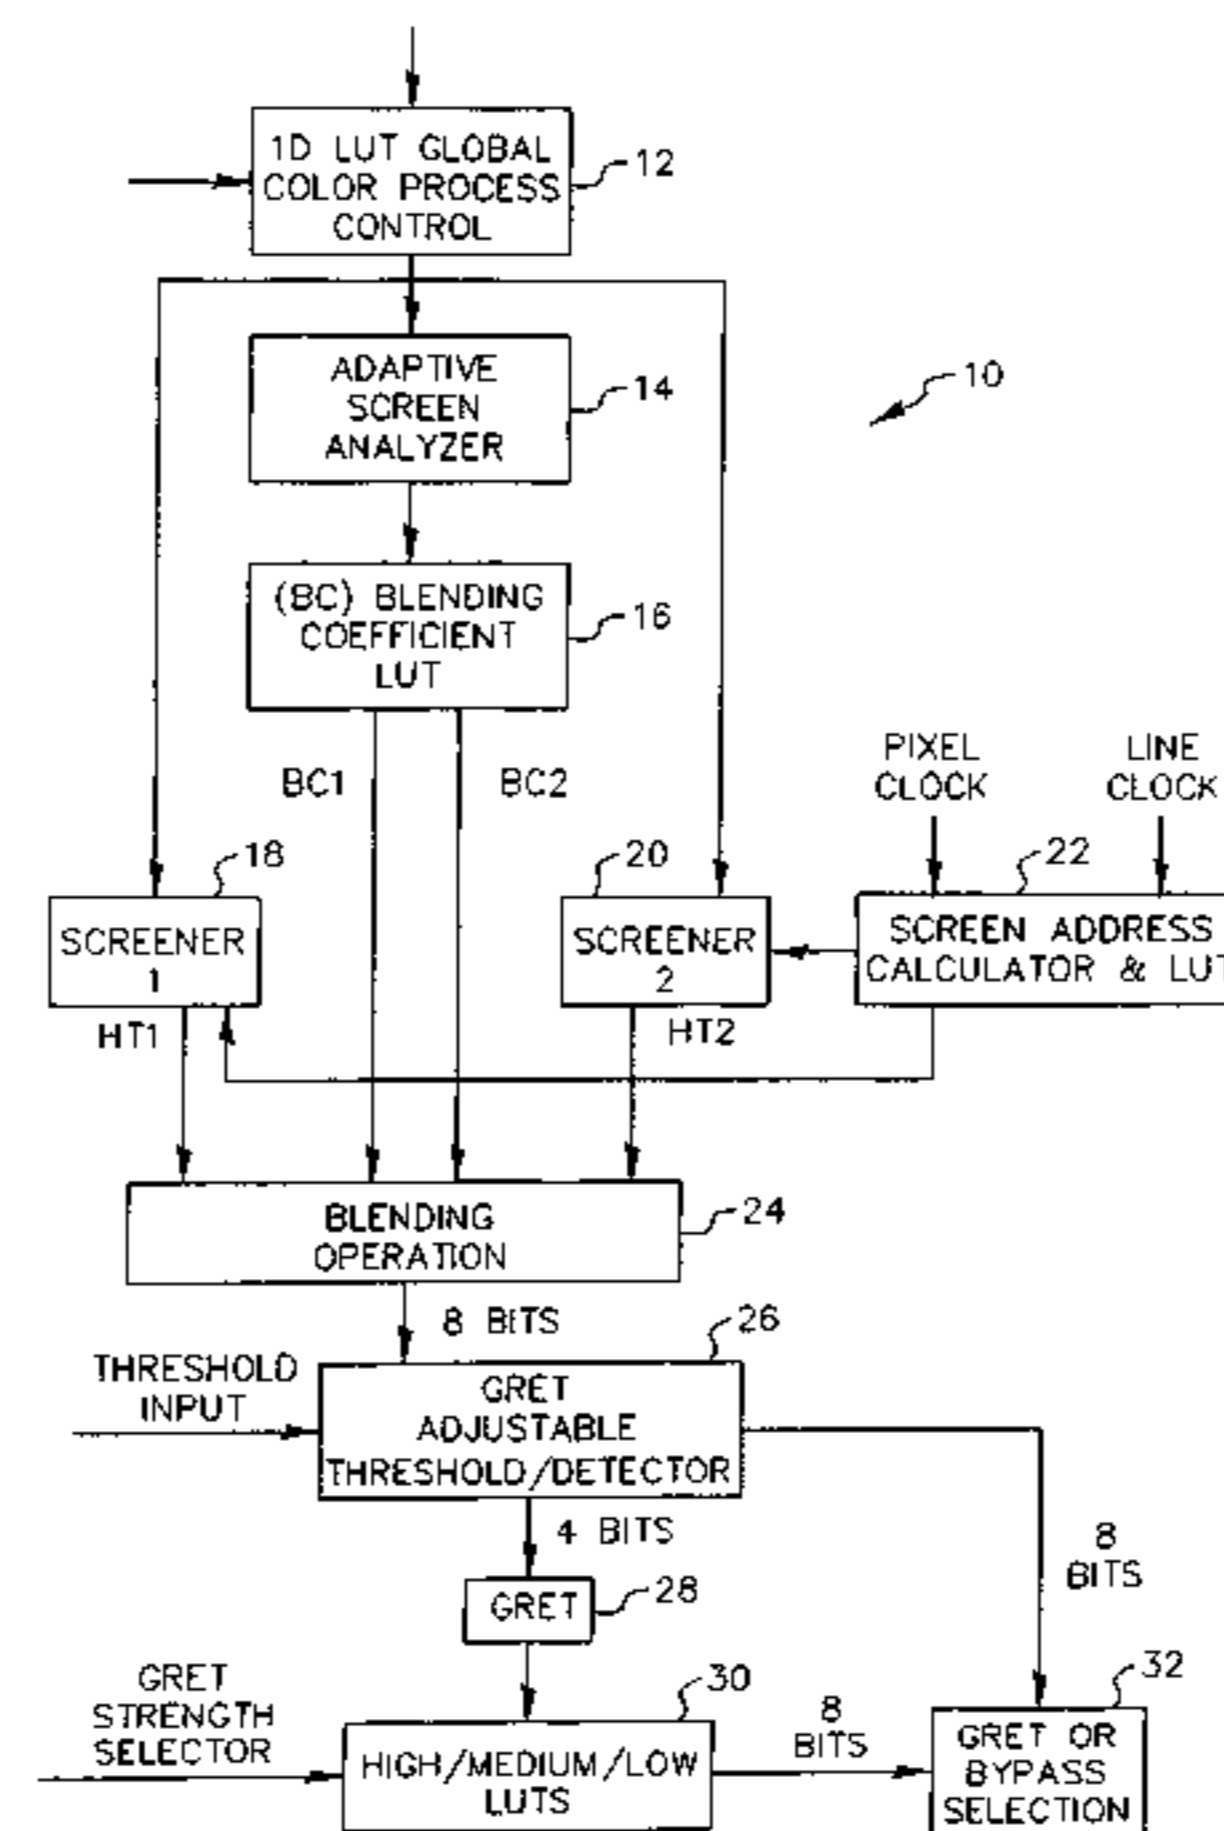 1D LUT GLOBAL
COLOR PROCESS
CONTROL
12
ADAPTIVE
SCREEN
ANALYZER
14
10
(BC) BLENDING
COEFFICIENT
LUT
16
BC1
BC2
PIXEL
CLOCK
LINE
CLOCK
18
SCREENER
1
20
SCREENER
2
22
SCREEN ADDRESS
CALCULATOR & LUT
HT1
HT2
BLENDING
OPERATION
24
8 BITS
26
THRESHOLD
INPUT
GRET
ADJUSTABLE
THRESHOLD/DETECTOR
4 BITS
8
BITS
GRET
28
GRET
STRENGTH
SELECTOR
30
HIGH/MEDIUM/LOW
LUTS
8
BITS
32
GRET OR
BYPASS
SELECTION